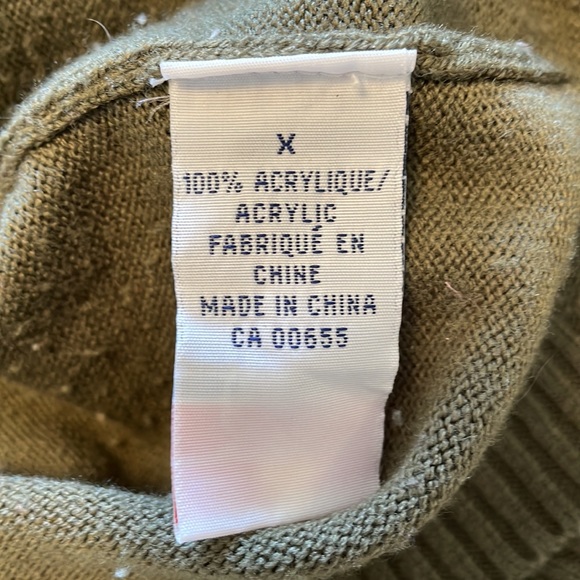 X
100% ACRYLIQUE/
ACRYLIC
FABRIQUÉ EN
CHINE
MADE IN CHINA
CA 00655